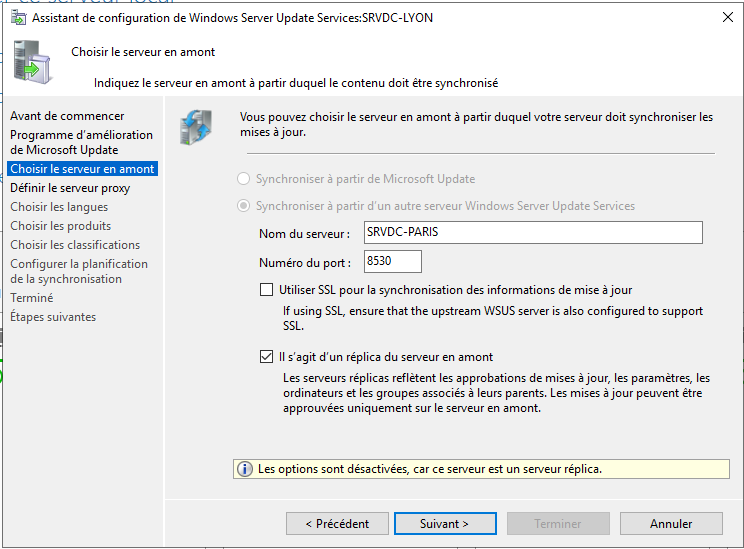 Assistant de configuration de Windows Server Update Services:SRVDC-LYON
Choisir le serveur en amont
Indiquez le serveur en amont à partir duquel le contenu doit être synchronisé
Avant de commencer
Programme d'amélioration
de Microsoft Update
Choisir le serveur en amont
Définir le serveur proxy
Choisir les langues
Choisir les produits
Choisir les classifications
Configurer la planification
de la synchronisation
Terminé
Étapes suivantes
Vous pouvez choisir le serveur en amont à partir duquel votre serveur doit synchroniser les
mises à jour.
Synchroniser à partir de Microsoft Update
Synchroniser à partir d'un autre serveur Windows Server Update Services
Nom du serveur : SRVDC-PARIS
Numéro du port : 8530
Utiliser SSL pour la synchronisation des informations de mise à jour
If using SSL, ensure that the upstream WSUS server is also configured to support
SSL.
Il s'agit d'un réplica du serveur en amont
Les serveurs réplicas reflètent les approbations de mises à jour, les paramètres, les
ordinateurs et les groupes associés à leurs parents. Les mises à jour peuvent être
approuvées uniquement sur le serveur en amont.
Les options sont désactivées, car ce serveur est un serveur réplica.
< Précédent Suivant > Terminer Annuler